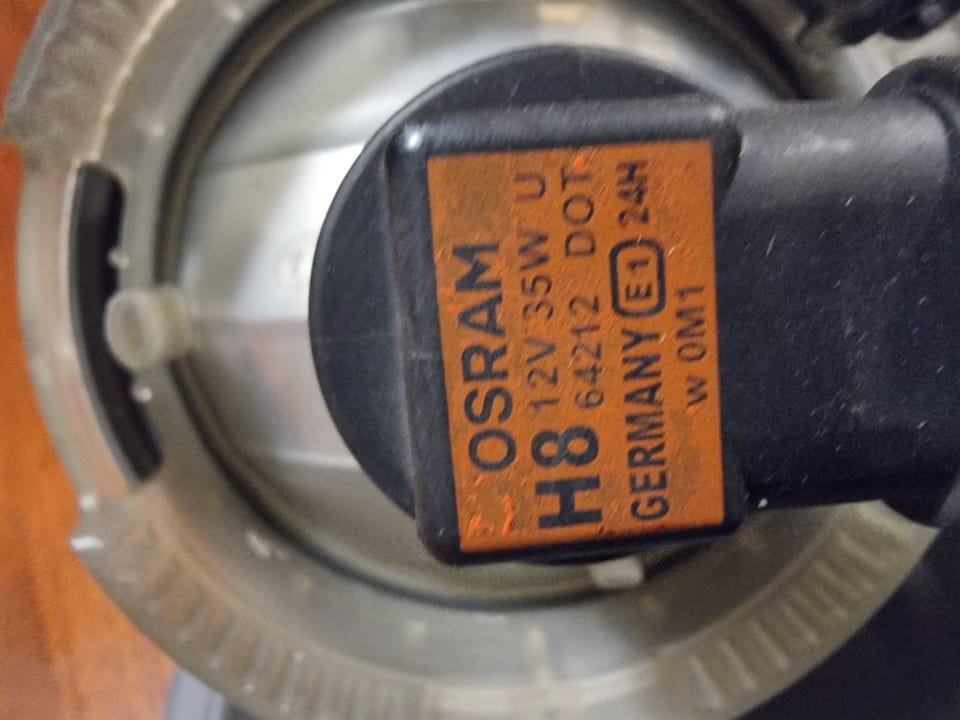 OSRAM
H8 12V 35W U
64212 DOT
GERMANY E1 24H
W 0M1